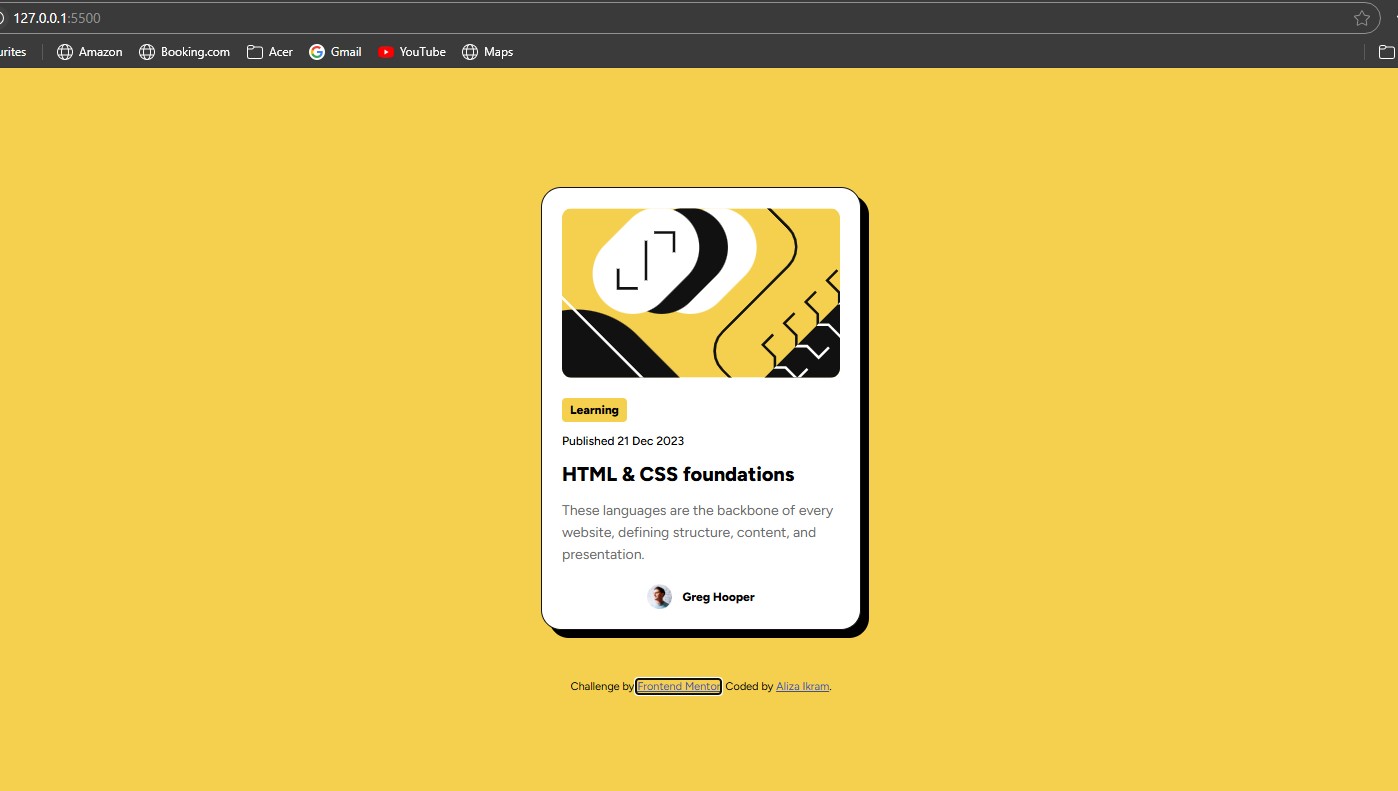 127.0.0.1:5500
urites Amazon Booking.com Acer Gmail YouTube Maps
Learning
Published 21 Dec 2023
HTML & CSS foundations
These languages are the backbone of every
website, defining structure, content, and
presentation.
Greg Hooper
Challenge by Frontend Mentor. Coded by Aliza Ikram.